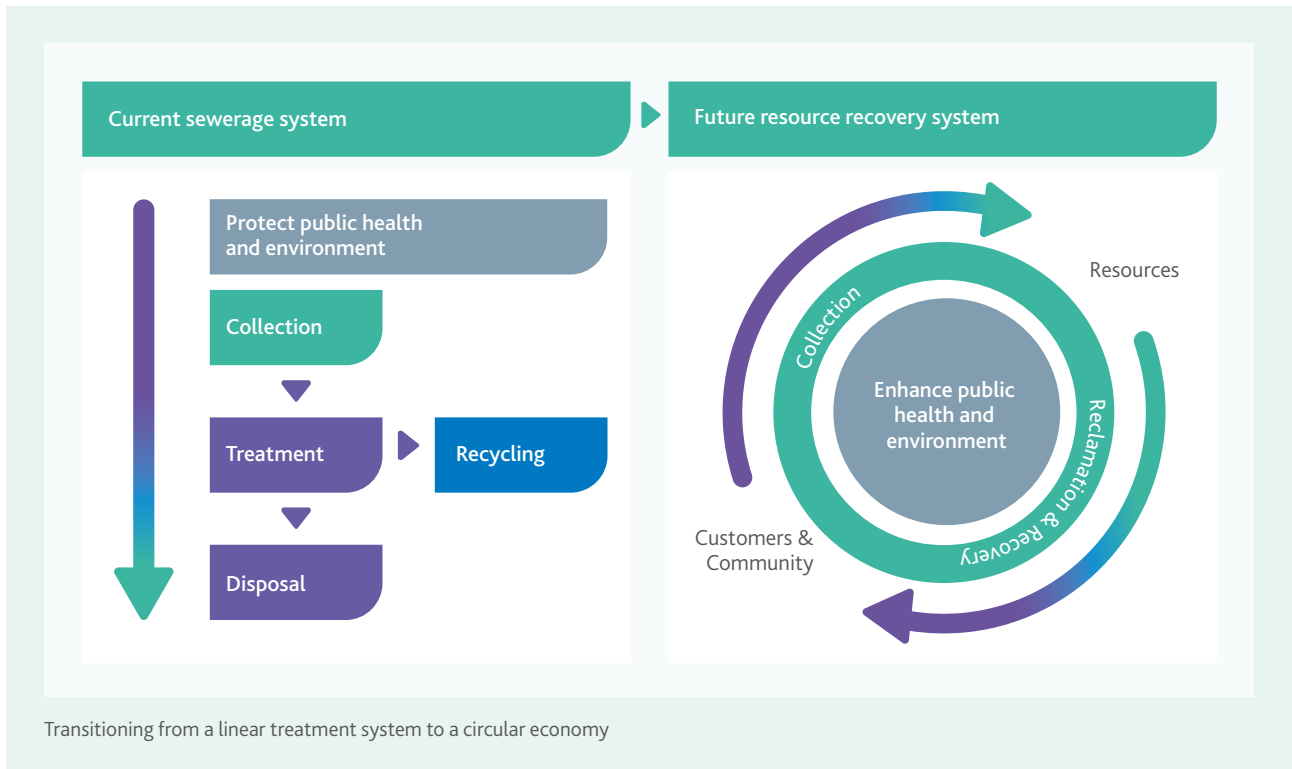 Current sewerage system
Future resource recovery system
Protect public health
and environment
Collection
Treatment
Recycling
Disposal
Collection
Resources
Enhance public
health and
environment
Reclamation & Recovery
Customers &
Community
Transitioning from a linear treatment system to a circular economy